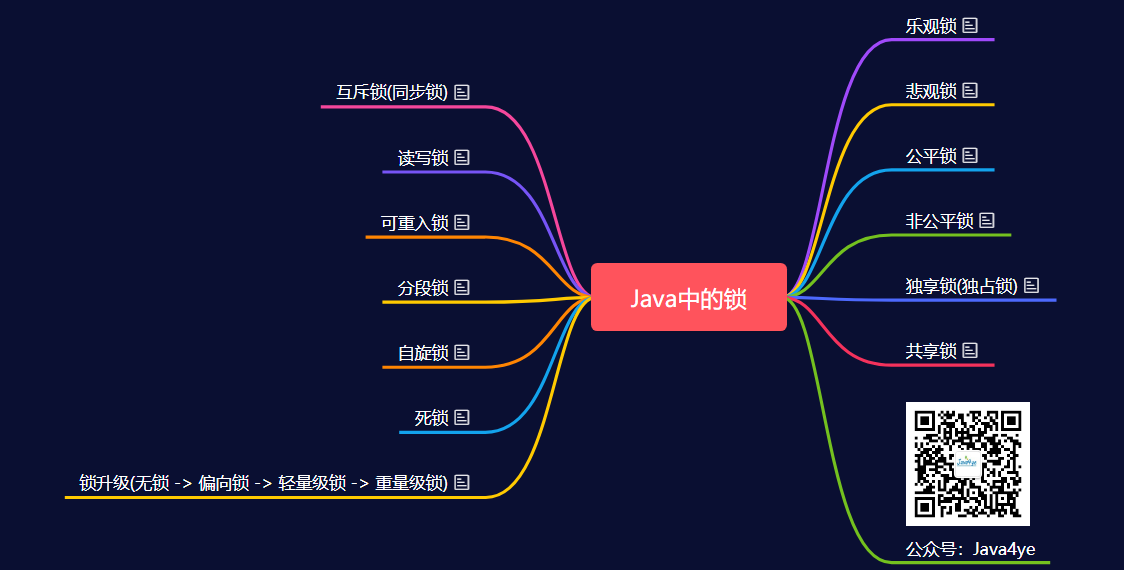 Java中的锁
乐观锁
悲观锁
公平锁
非公平锁
独享锁(独占锁)
共享锁
Java4ye
公众号：Java4ye
互斥锁(同步锁)
读写锁
可重入锁
分段锁
自旋锁
死锁
锁升级(无锁 -> 偏向锁 -> 轻量级锁 -> 重量级锁)